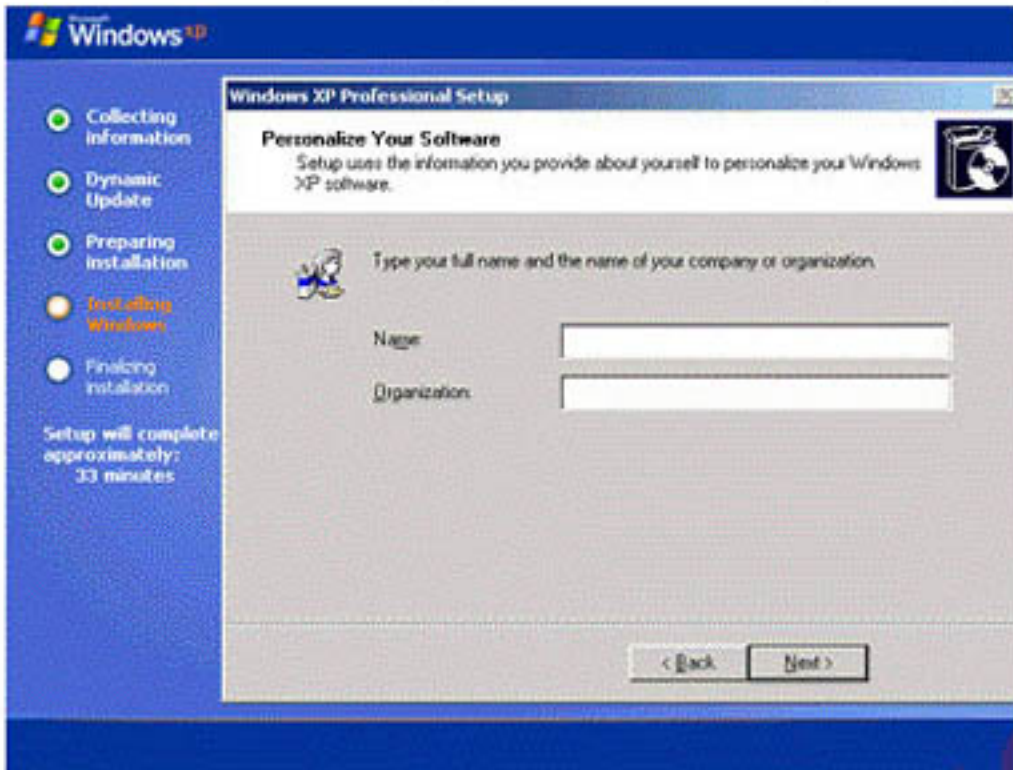 Microsoft
Windows xp
Collecting
information
Dynamic
Update
Preparing
installation
Installing
Windows
Finalizing
installation
Setup will complete
approximately:
33 minutes
Windows XP Professional Setup
Personalize Your Software
Setup uses the information you provide about yourself to personalize your Windows
XP software.
Type your full name and the name of your company or organization.
Name:
Organization:
< Back
Next >